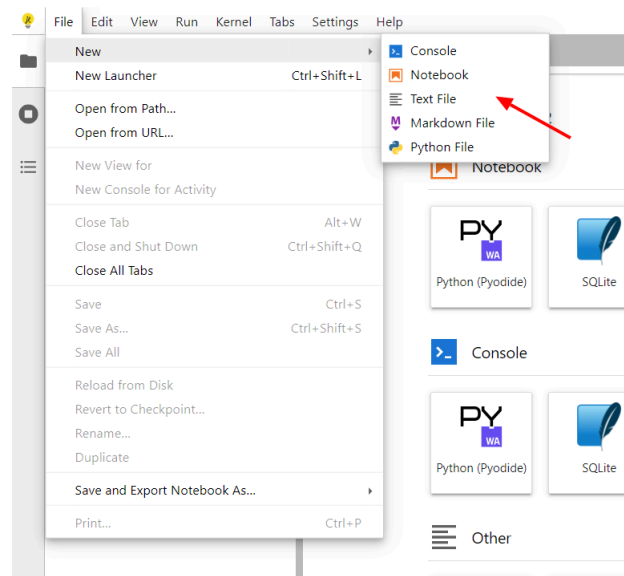 File Edit View Run Kernel Tabs Settings Help
New
New Launcher Ctrl+Shift+L
Open from Path...
Open from URL...
New View for
New Console for Activity
Close Tab Alt+W
Close and Shut Down Ctrl+Shift+Q
Close All Tabs
Save Ctrl+S
Save As... Ctrl+Shift+S
Save All
Reload from Disk
Revert to Checkpoint...
Rename...
Duplicate
Save and Export Notebook As...
Print... Ctrl+P
Console
Notebook
Text File
M Markdown File
Python File
Notebook
PY
WA
Python (Pyodide)
SQLite
Console
PY
WA
Python (Pyodide)
SQLite
Other